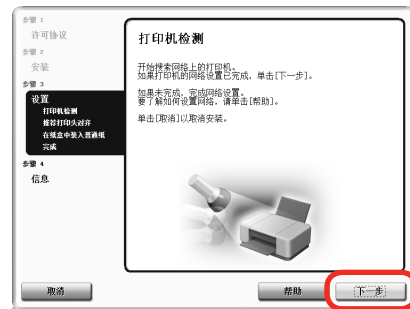 步骤 1
许可协议
步骤 2
安装
步骤 3
设置
打印机检测
推荐打印头对齐
在纸盒中装入普通纸
完成
步骤 4
信息
打印机检测
开始搜索网络上的打印机。
如果打印机的网络设置已完成，单击[下一步]。
如果未完成，完成网络设置。
要了解如何设置网络，请单击[帮助]。
单击[取消]以取消安装。
取消
帮助
下一步